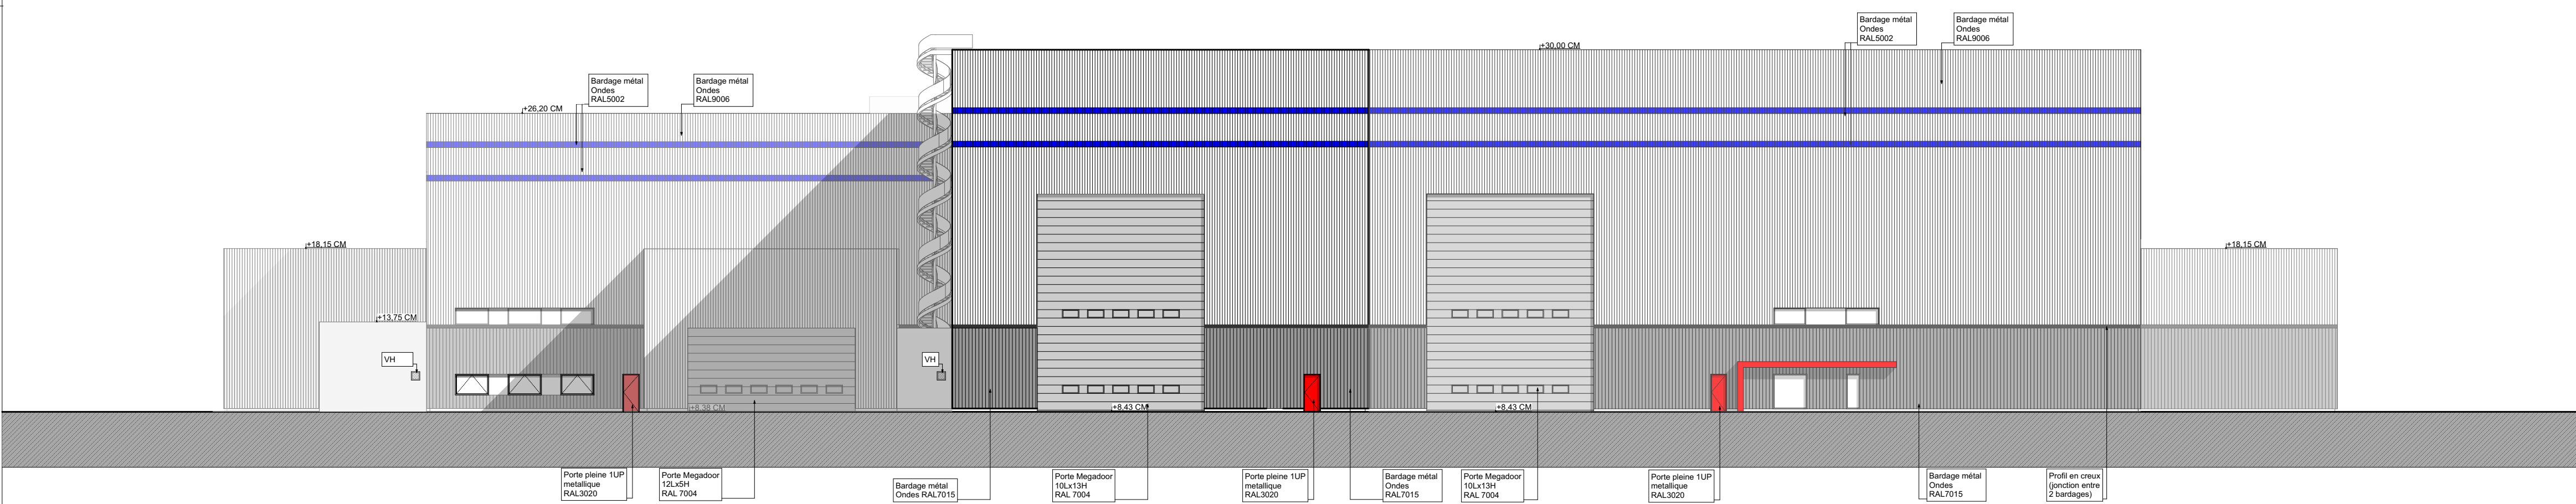 Bardage métal
Ondes
RAL5002
Bardage métal
Ondes
RAL9006
+30,00 CM
Bardage métal
Ondes
RAL5002
Bardage métal
Ondes
RAL9006
+26,20 CM
+18,15 CM
+18,15 CM
+13,75 CM
VH
VH
+8,38 CM
+8,43 CM
+8,43 CM
Porte pleine 1UP
metallique
RAL3020
Porte Megadoor
12Lx5H
RAL 7004
Bardage métal
Ondes RAL7015
Porte Megadoor
10Lx13H
RAL 7004
Porte pleine 1UP
metallique
RAL3020
Bardage métal
Ondes
RAL7015
Porte Megadoor
10Lx13H
RAL 7004
Porte pleine 1UP
metallique
RAL3020
Bardage métal
Ondes
RAL7015
Profil en creux
(jonction entre
2 bardages)